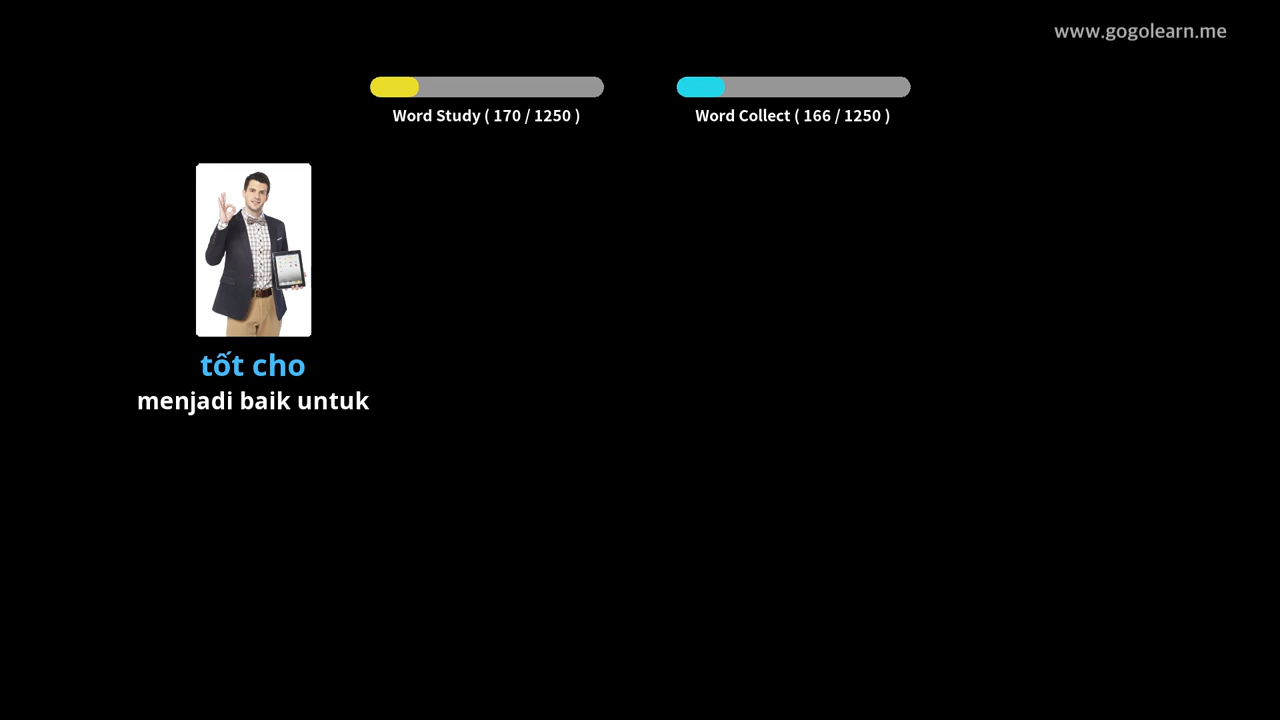 www.gogolearn.me
Word Study ( 170 / 1250 )
Word Collect ( 166 / 1250 )
tốt cho
menjadi baik untuk